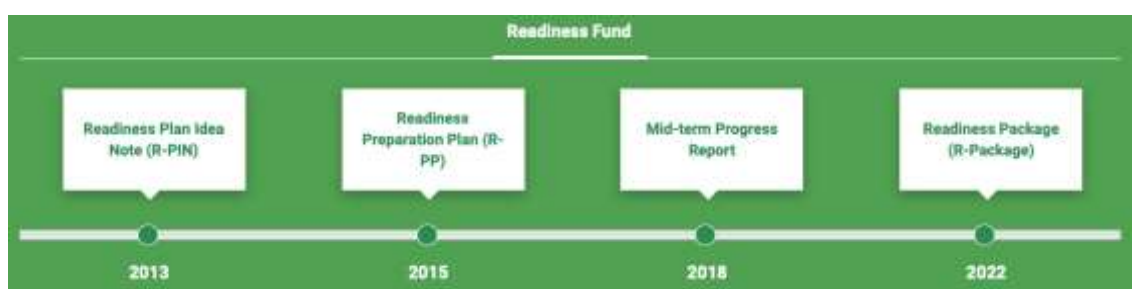 Readiness Fund
Readiness Plan Idea
Note (R-PIN)
Readiness
Preparation Plan (R-
PP)
Mid-term Progress
Report
Readiness Package
(R-Package)
2013
2015
2018
2022